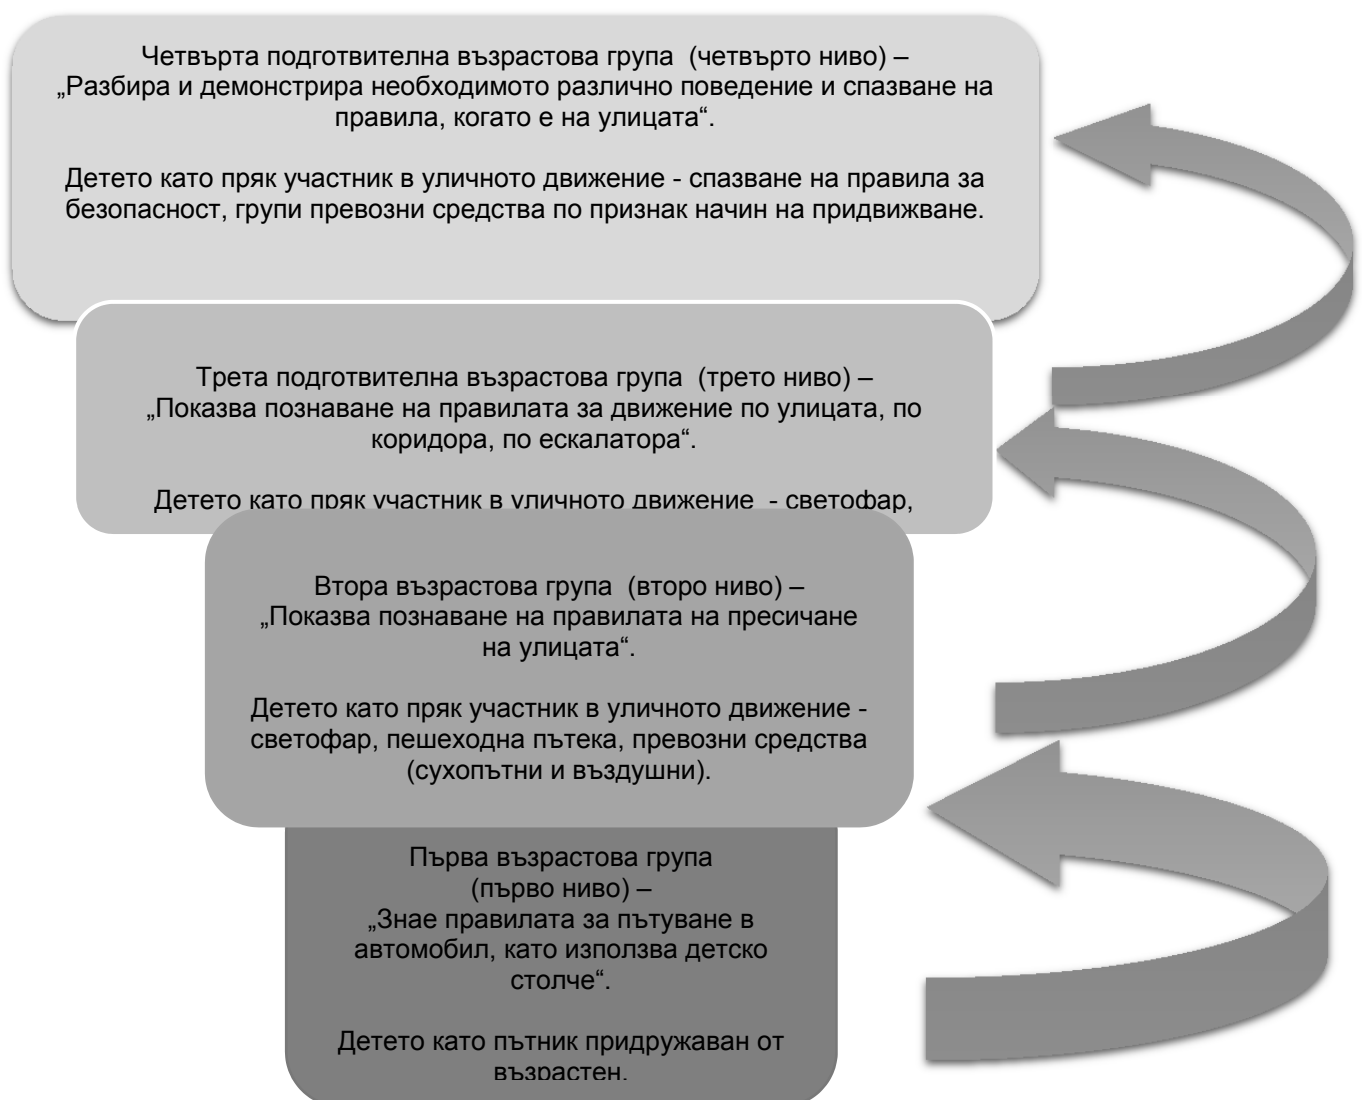 Четвърта подготвителна възрастова група (четвърто ниво) –
„Разбира и демонстрира необходимото различно поведение и спазване на
правила, когато е на улицата“.
Детето като пряк участник в уличното движение - спазване на правила за
безопасност, групи превозни средства по признак начин на придвижване.
Трета подготвителна възрастова група (трето ниво) –
„Показва познаване на правилата за движение по улицата, по
коридора, по ескалатора“.
Детето като пряк участник в уличното движение - светофар,
Втора възрастова група (второ ниво) –
„Показва познаване на правилата на пресичане
на улицата“.
Детето като пряк участник в уличното движение -
светофар, пешеходна пътека, превозни средства
(сухопътни и въздушни).
Първа възрастова група
(първо ниво) –
„Знае правилата за пътуване в
автомобил, като използва детско
столче“.
Детето като пътник придружаван от
възрастен.